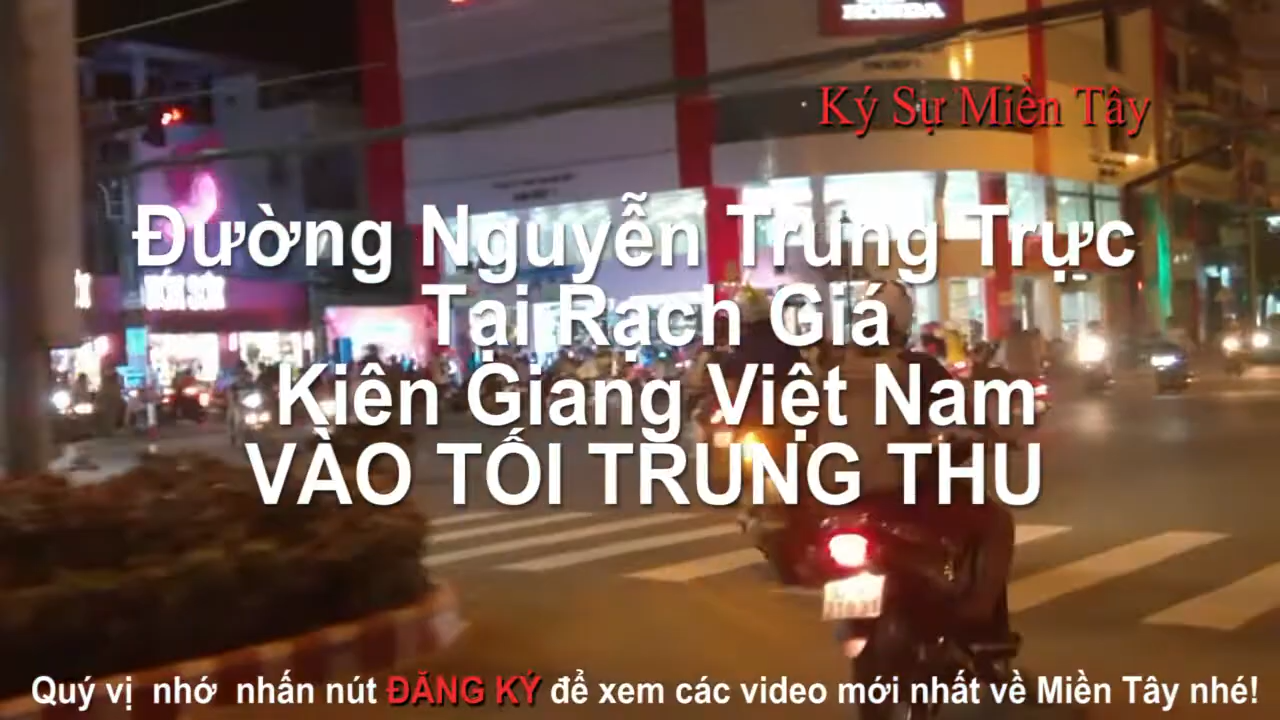 HONDA
Ký Sự Miền Tây
Đường Nguyễn Trung Trực
Tại Rạch Giá
Kiên Giang Việt Nam
VÀO TỐI TRUNG THU
Quý vị nhớ nhấn nút ĐĂNG KÝ để xem các video mới nhất về Miền Tây nhé!